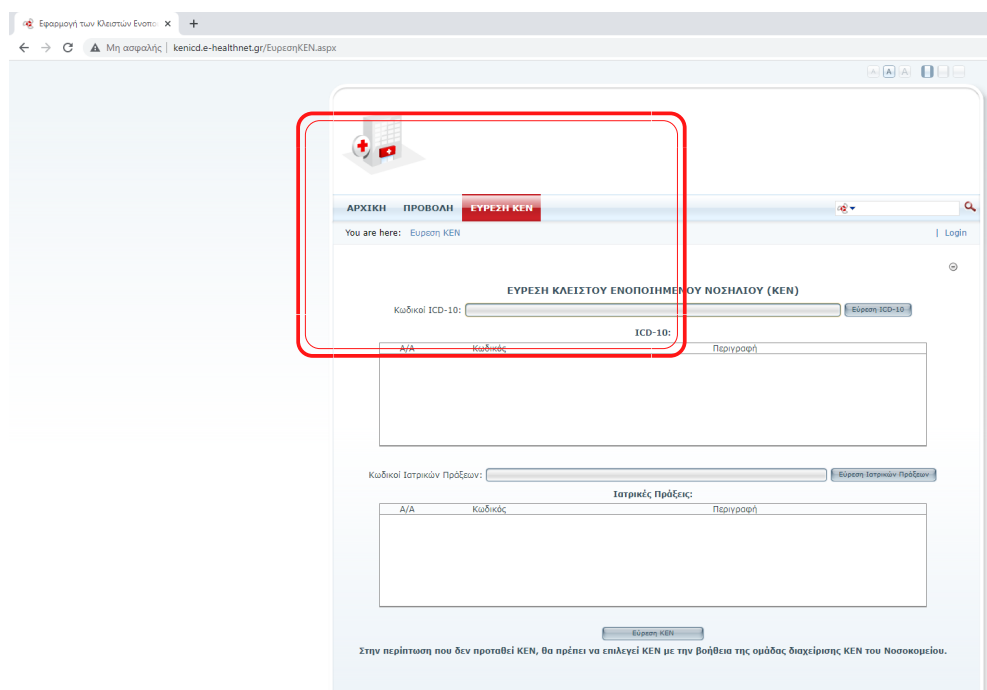 Εφαρμογή των Κλειστών Ενοπο
Μη ασφαλής | kenicd.e-healthnet.gr/ΕυρεσηΚΕΝ.aspx
A A A
ΑΡΧΙΚΗ ΠΡΟΒΟΛΗ ΕΥΡΕΣΗ ΚΕΝ
You are here: Ευρεση ΚΕΝ | Login
ΕΥΡΕΣΗ ΚΛΕΙΣΤΟΥ ΕΝΟΠΟΙΗΜΕΝΟΥ ΝΟΣΗΛΙΟΥ (ΚΕΝ)
Κωδικοί ICD-10: Εύρεση ICD-10
ICD-10:
Α/Α Κωδικός Περιγραφή
Κωδικοί Ιατρικών Πράξεων: Εύρεση Ιατρικών Πράξεων
Ιατρικές Πράξεις:
Α/Α Κωδικός Περιγραφή
Εύρεση ΚΕΝ
Στην περίπτωση που δεν προταθεί ΚΕΝ, θα πρέπει να επιλεγεί ΚΕΝ με την βοήθεια της ομάδας διαχείρισης ΚΕΝ του Νοσοκομείου.